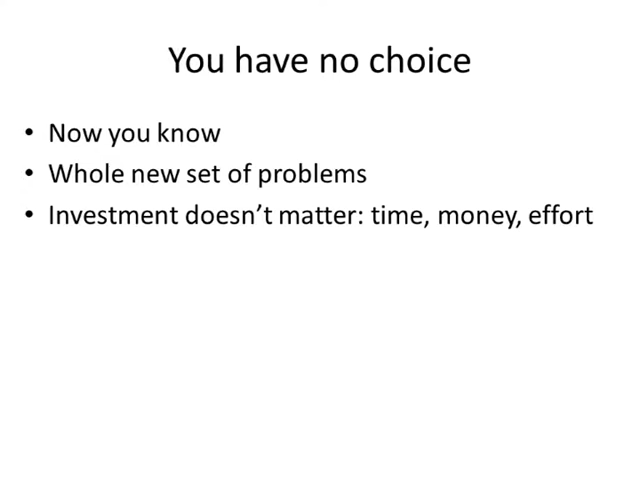 You have no choice
• Now you know
• Whole new set of problems
• Investment doesn’t matter: time, money, effort